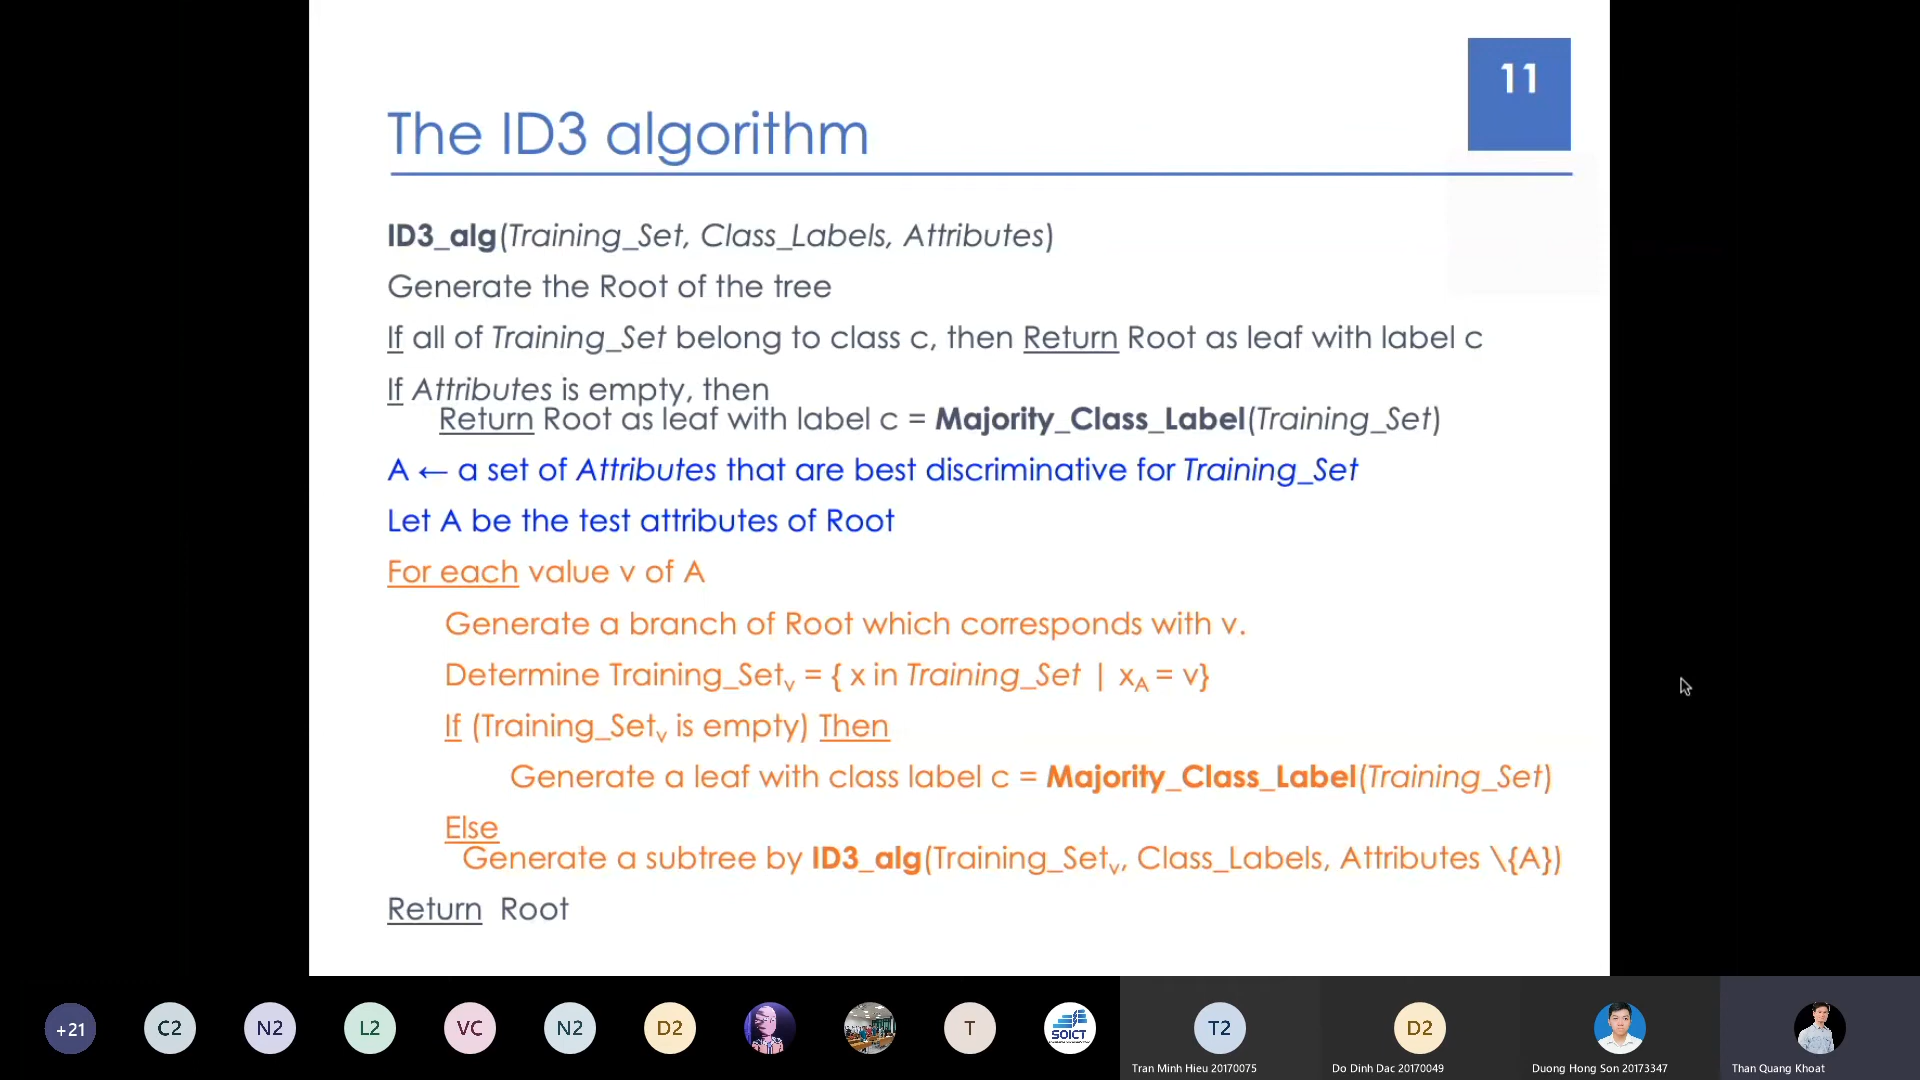 11
The ID3 algorithm
ID3_alg(Training_Set, Class_Labels, Attributes)
Generate the Root of the tree
If all of Training_Set belong to class c, then Return Root as leaf with label c
If Attributes is empty, then
Return Root as leaf with label c = Majority_Class_Label(Training_Set)
A ← a set of Attributes that are best discriminative for Training_Set
Let A be the test attributes of Root
For each value v of A
Generate a branch of Root which corresponds with v.
Determine Training_Setv = { x in Training_Set | xA = v}
If (Training_Setv is empty) Then
Generate a leaf with class label c = Majority_Class_Label(Training_Set)
Else
Generate a subtree by ID3_alg(Training_Setv, Class_Labels, Attributes \{A})
Return Root
+21 C2 N2 L2 VC N2 D2 T SOICT T2 D2
Tran Minh Hieu 20170075 Do Dinh Dac 20170049 Duong Hong Son 20173347 Than Quang Khoat